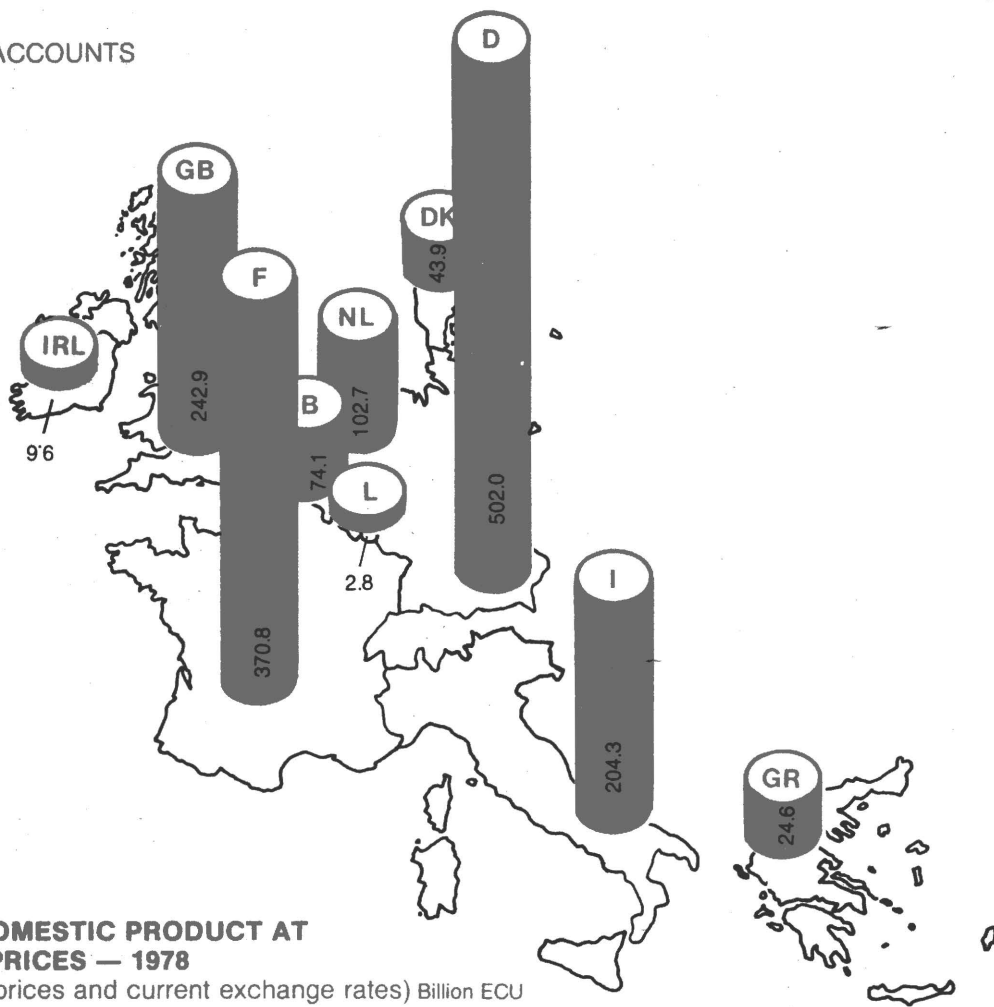 ACCOUNTS
D
GB
DK
43.9
F
NL
IRL
242.9
B
102.7
9.6
74.1
L
502.0
2.8
I
370.8
204.3
GR
24.6
OMESTIC PRODUCT AT
PRICES — 1978
prices and current exchange rates) Billion ECU